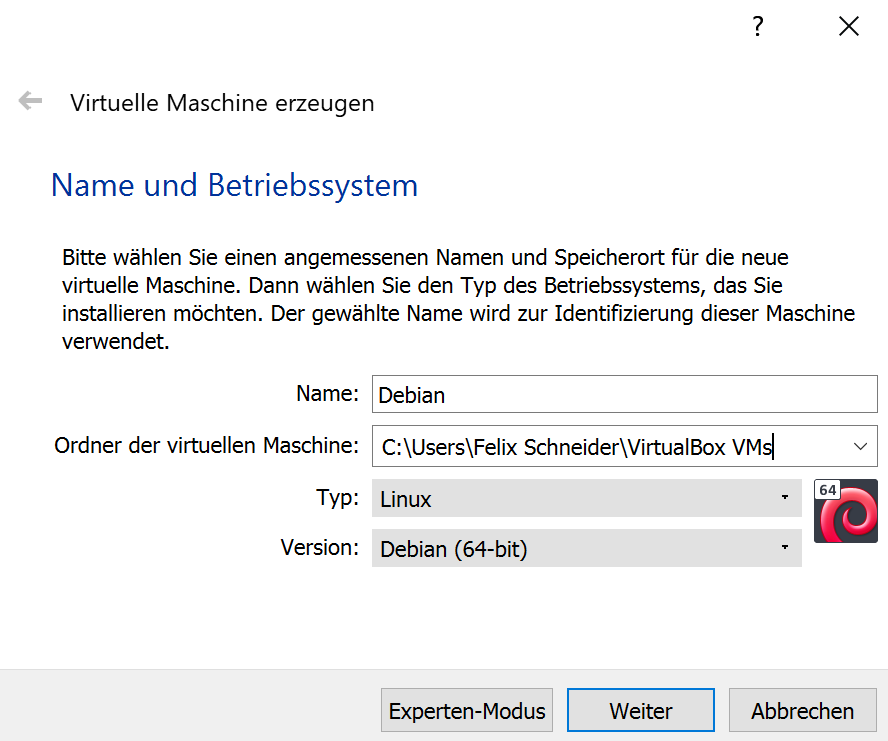 ?
Virtuelle Maschine erzeugen
Name und Betriebssystem
Bitte wählen Sie einen angemessenen Namen und Speicherort für die neue
virtuelle Maschine. Dann wählen Sie den Typ des Betriebssystems, das Sie
installieren möchten. Der gewählte Name wird zur Identifizierung dieser Maschine
verwendet.
Name: Debian
Ordner der virtuellen Maschine: C:\Users\Felix Schneider\VirtualBox VMs
Typ: Linux
64
Version: Debian (64-bit)
Experten-Modus Weiter Abbrechen